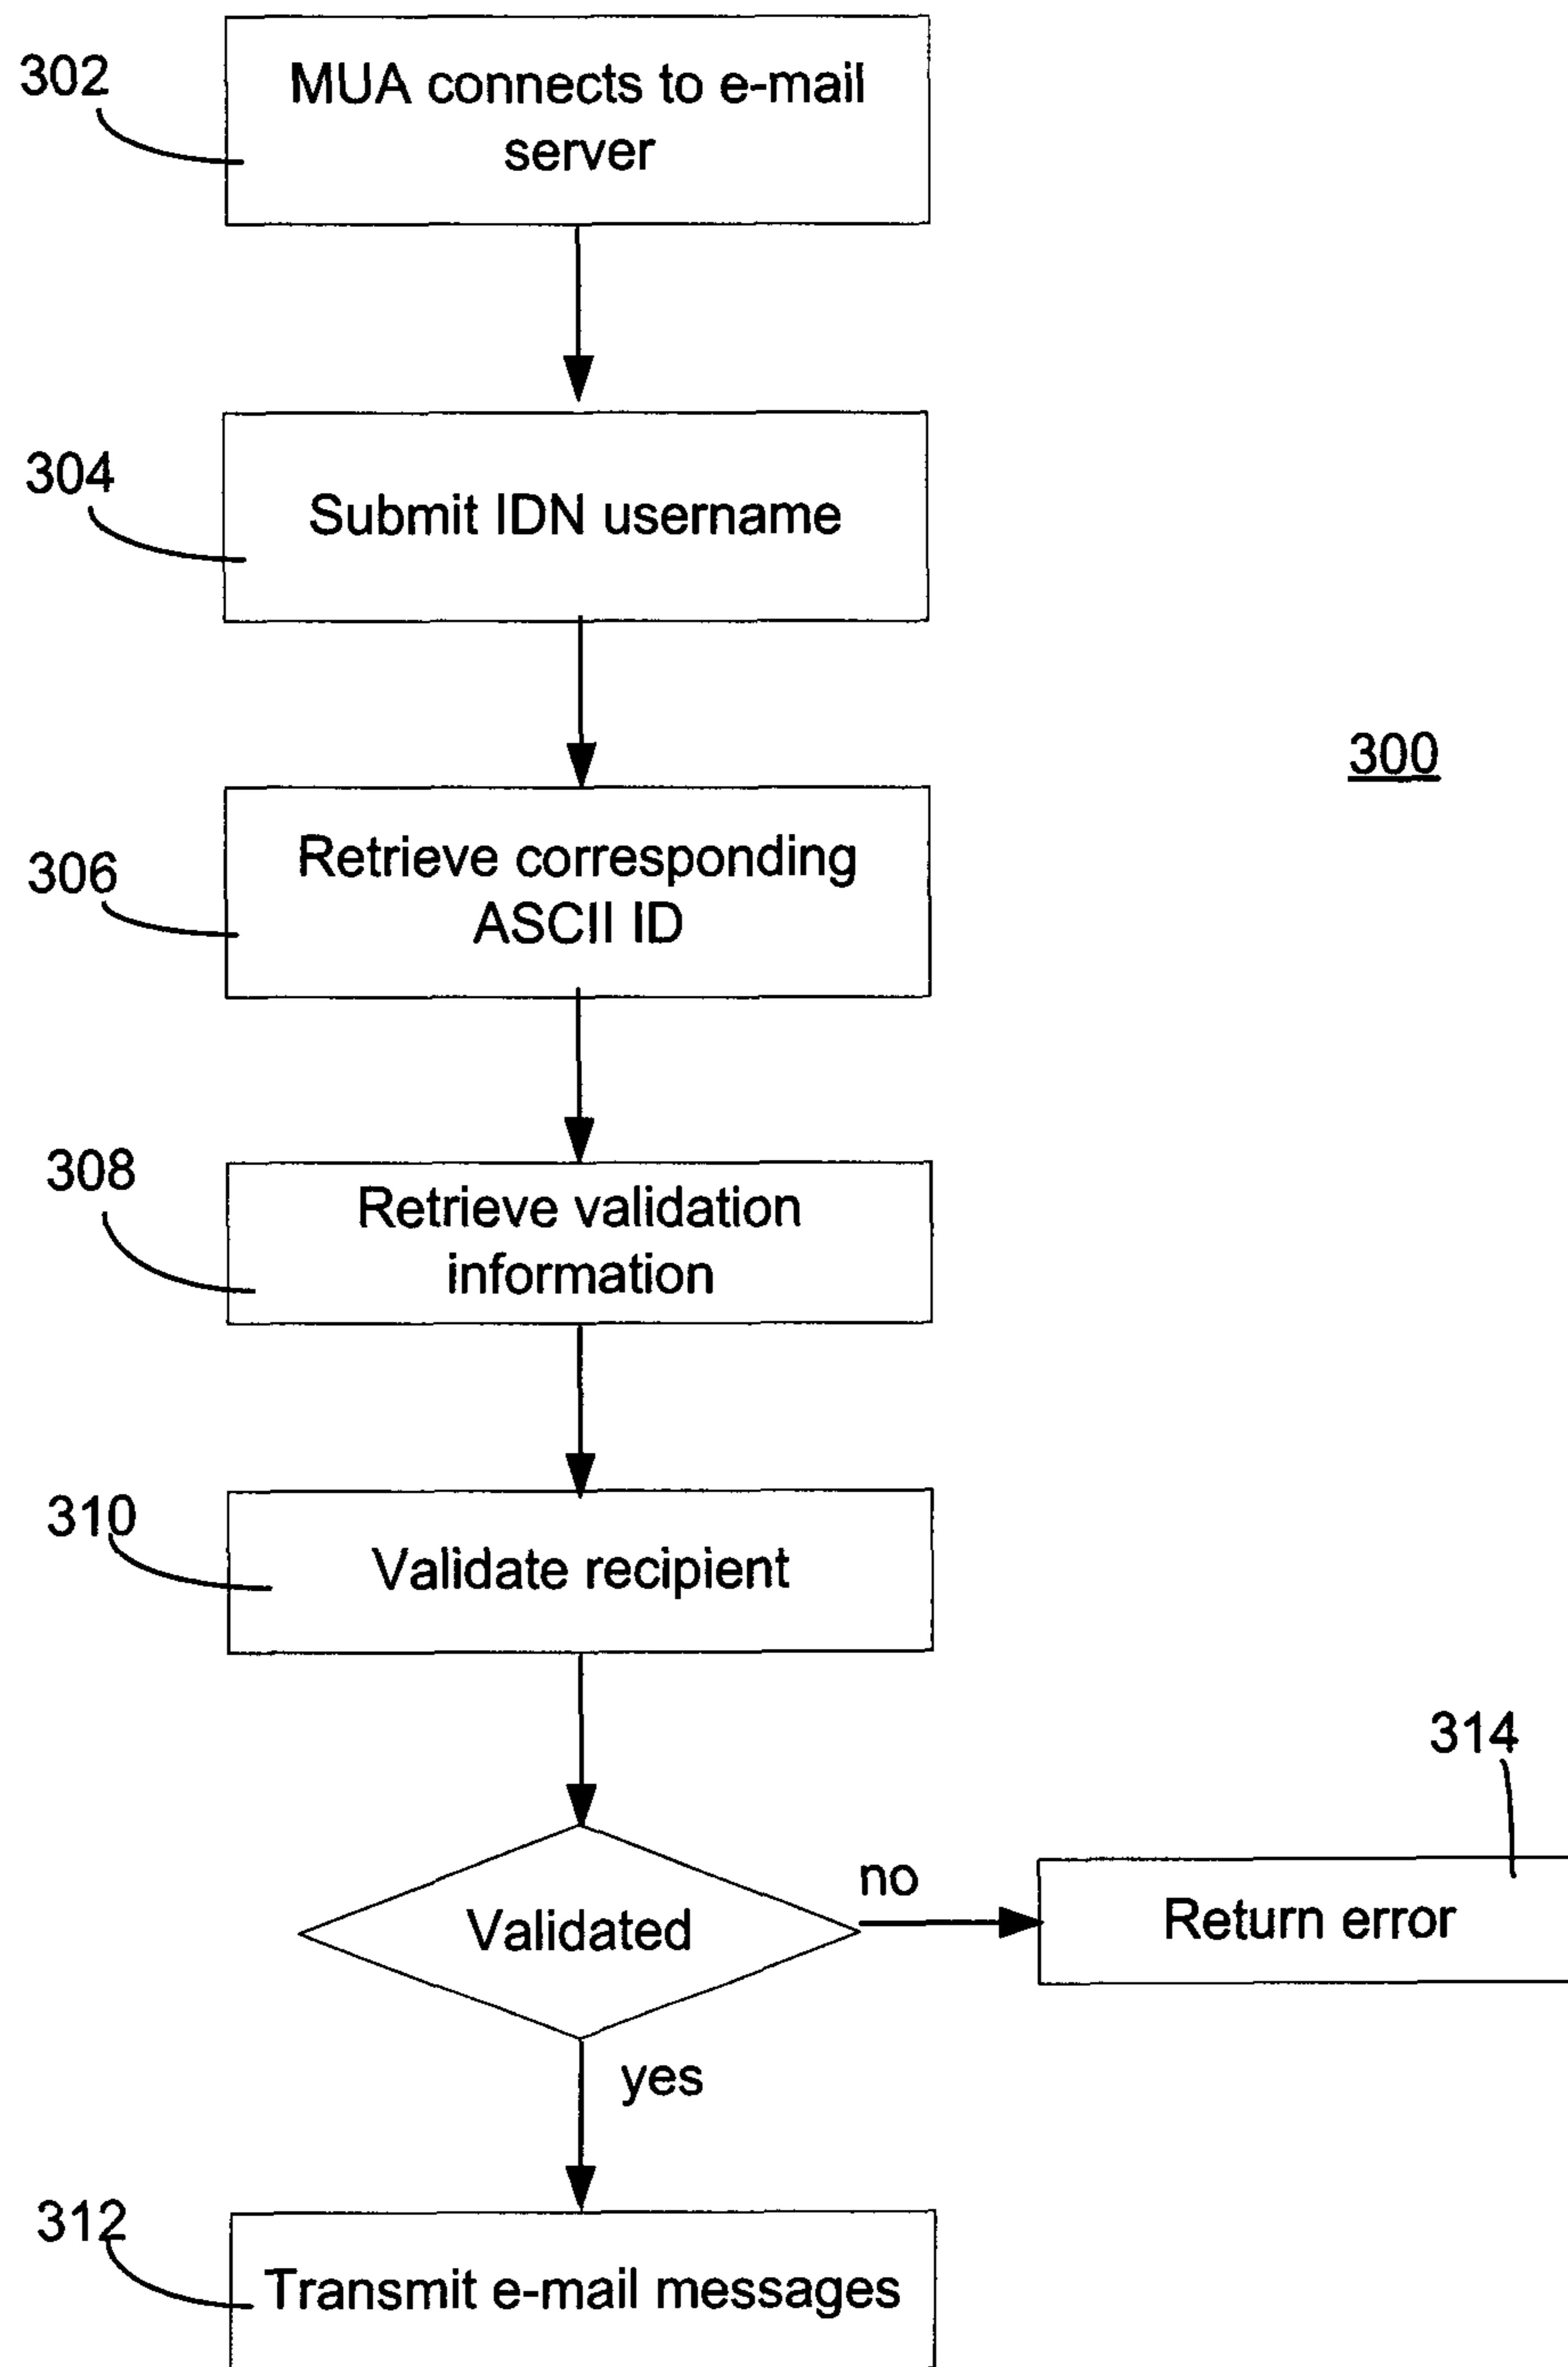 302
MUA connects to e-mail
server
304
Submit IDN username
300
306
Retrieve corresponding
ASCII ID
308
Retrieve validation
information
310
Validate recipient
314
no
Validated
Return error
yes
312
Transmit e-mail messages